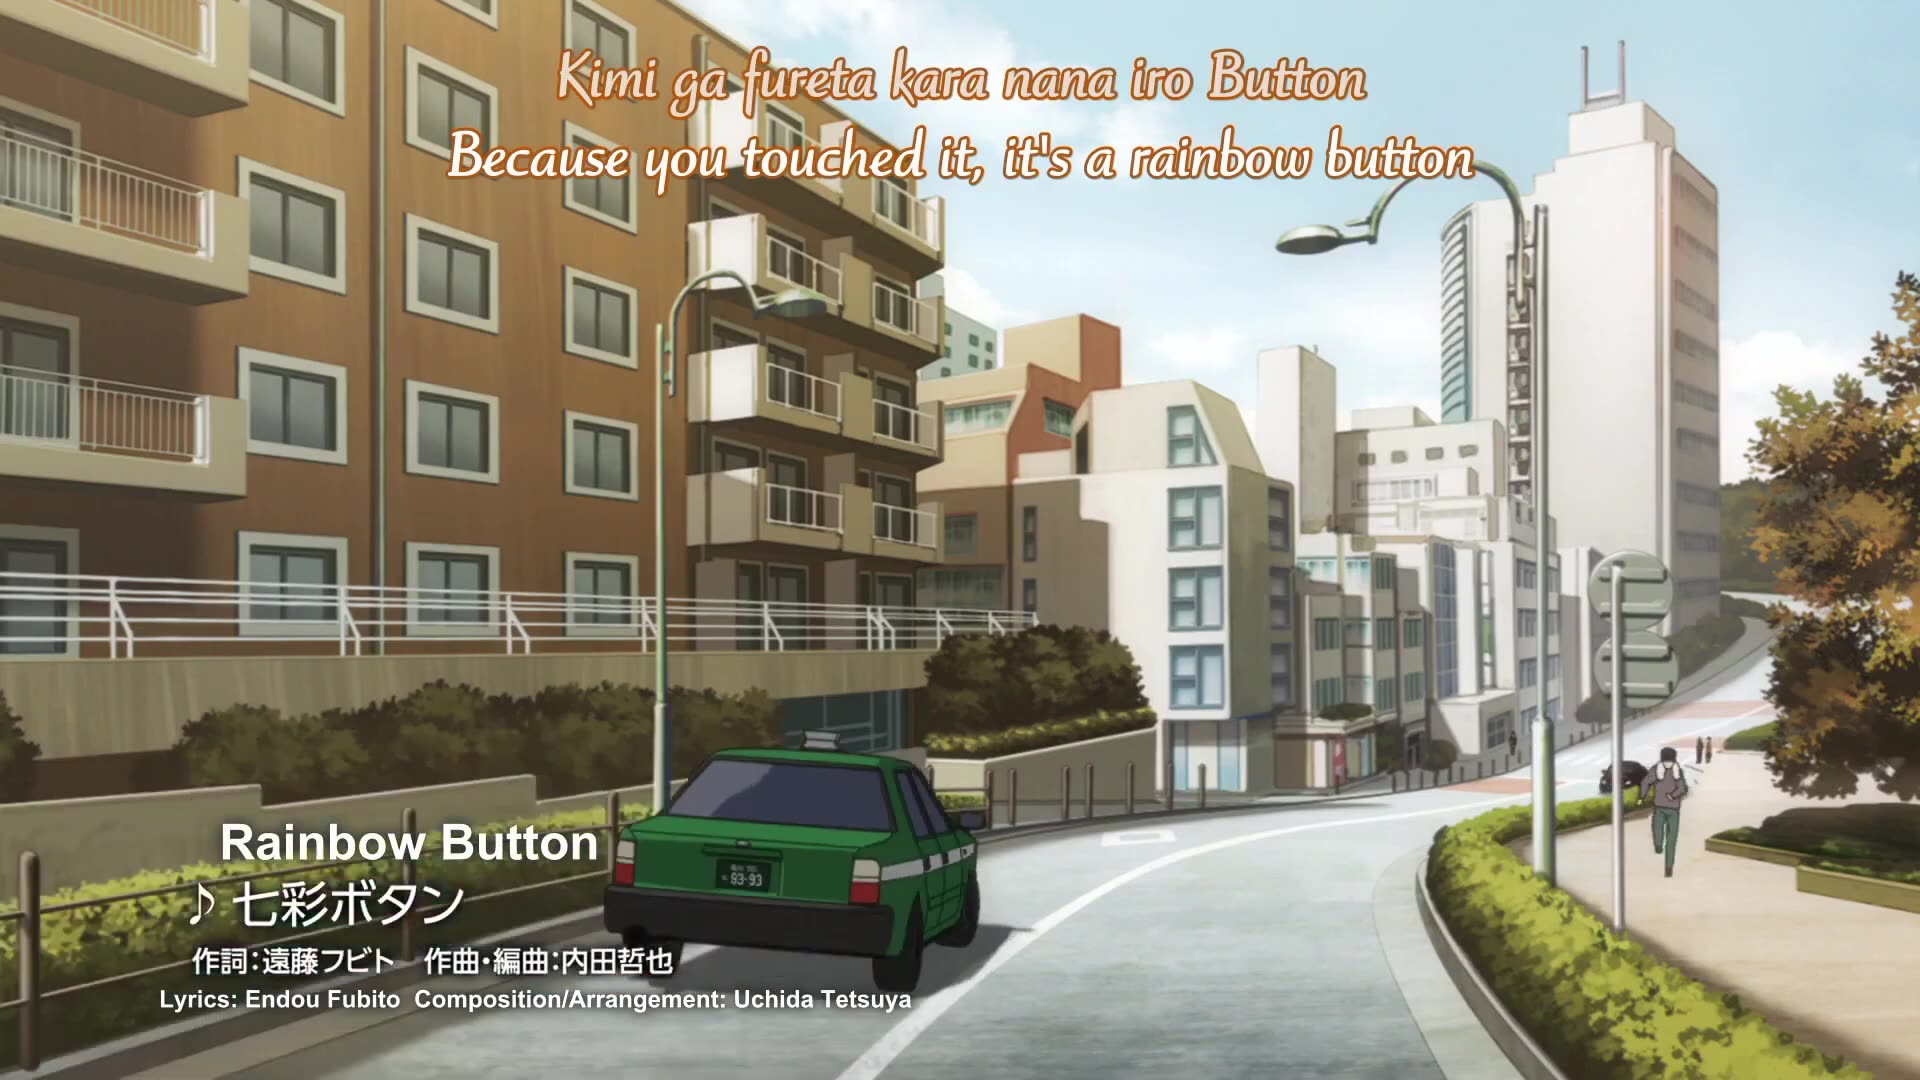 Kimi ga fureta kara nana iro Button
Because you touched it, it's a rainbow button
93-93
Rainbow Button
♪ 七彩ボタン
作詞:遠藤フビト 作曲・編曲:内田哲也
Lyrics: Endou Fubito Composition/Arrangement: Uchida Tetsuya